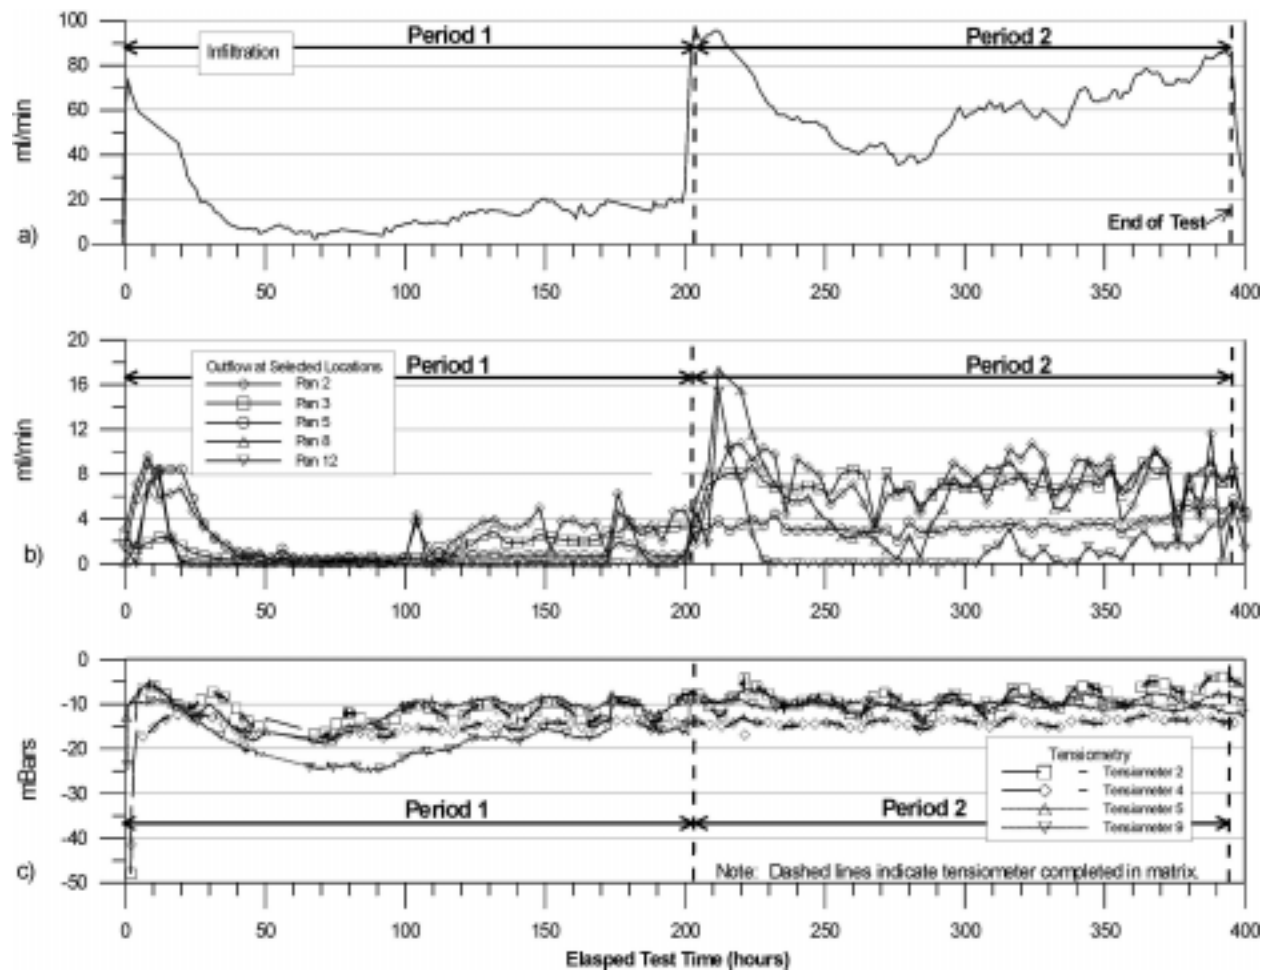 100
80
60
40
20
0
ml/min
a)
Infiltration
Period 1
Period 2
End of Test
0 50 100 150 200 250 300 350 400
20
16
12
8
4
0
ml/min
b)
Outflow at Selected Locations
Pan 2
Pan 3
Pan 5
Pan 8
Pan 12
Period 1
Period 2
0 50 100 150 200 250 300 350 400
0
-10
-20
-30
-40
-50
mBars
c)
Tensiometry
Tensiameter 2
Tensiameter 4
Tensiameter 5
Tensiameter 9
Period 1
Period 2
Note: Dashed lines indicate tensiometer completed in matrix.
0 50 100 150 200 250 300 350 400
Elasped Test Time (hours)